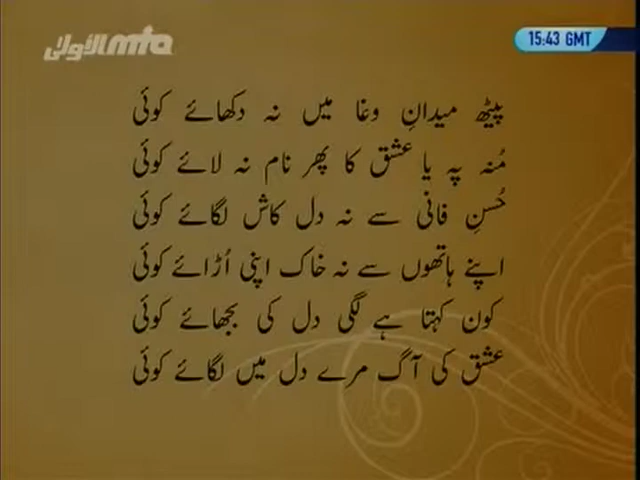 mta الأولى
15:43 GMT
پیٹھ میدانِ وغا میں نہ دکھائے کوئی
مُنہ پہ یا عشق کا پھر نام نہ لائے کوئی
حُسنِ فانی سے نہ دل کاش لگائے کوئی
اپنے ہاتھوں سے نہ خاک اپنی اُڑائے کوئی
کون کہتا ہے لگی دل کی بجھائے کوئی
عشق کی آگ مرے دل میں لگائے کوئی